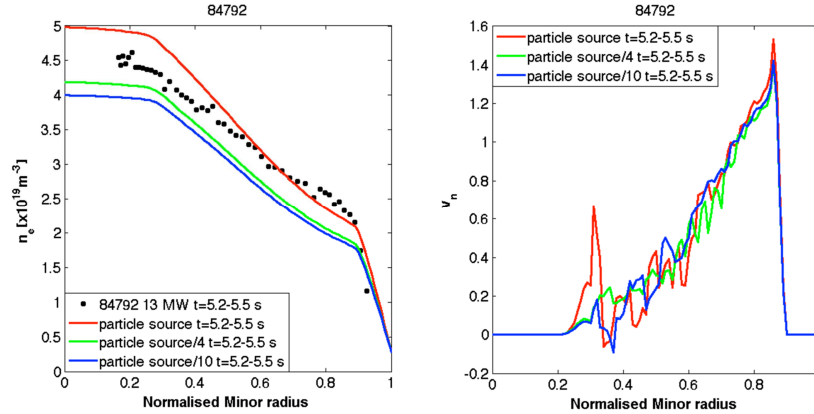 84792
n_e [x10^19 m^-3]
5
4.5
4
3.5
3
2.5
2
1.5
1
0.5
0
84792 13 MW t=5.2-5.5 s
particle source t=5.2-5.5 s
particle source/4 t=5.2-5.5 s
particle source/10 t=5.2-5.5 s
0 0.2 0.4 0.6 0.8 1
Normalised Minor radius
84792
v_n
1.6
1.4
1.2
1
0.8
0.6
0.4
0.2
0
-0.2
particle source t=5.2-5.5 s
particle source/4 t=5.2-5.5 s
particle source/10 t=5.2-5.5 s
0 0.2 0.4 0.6 0.8 1
Normalised Minor radius